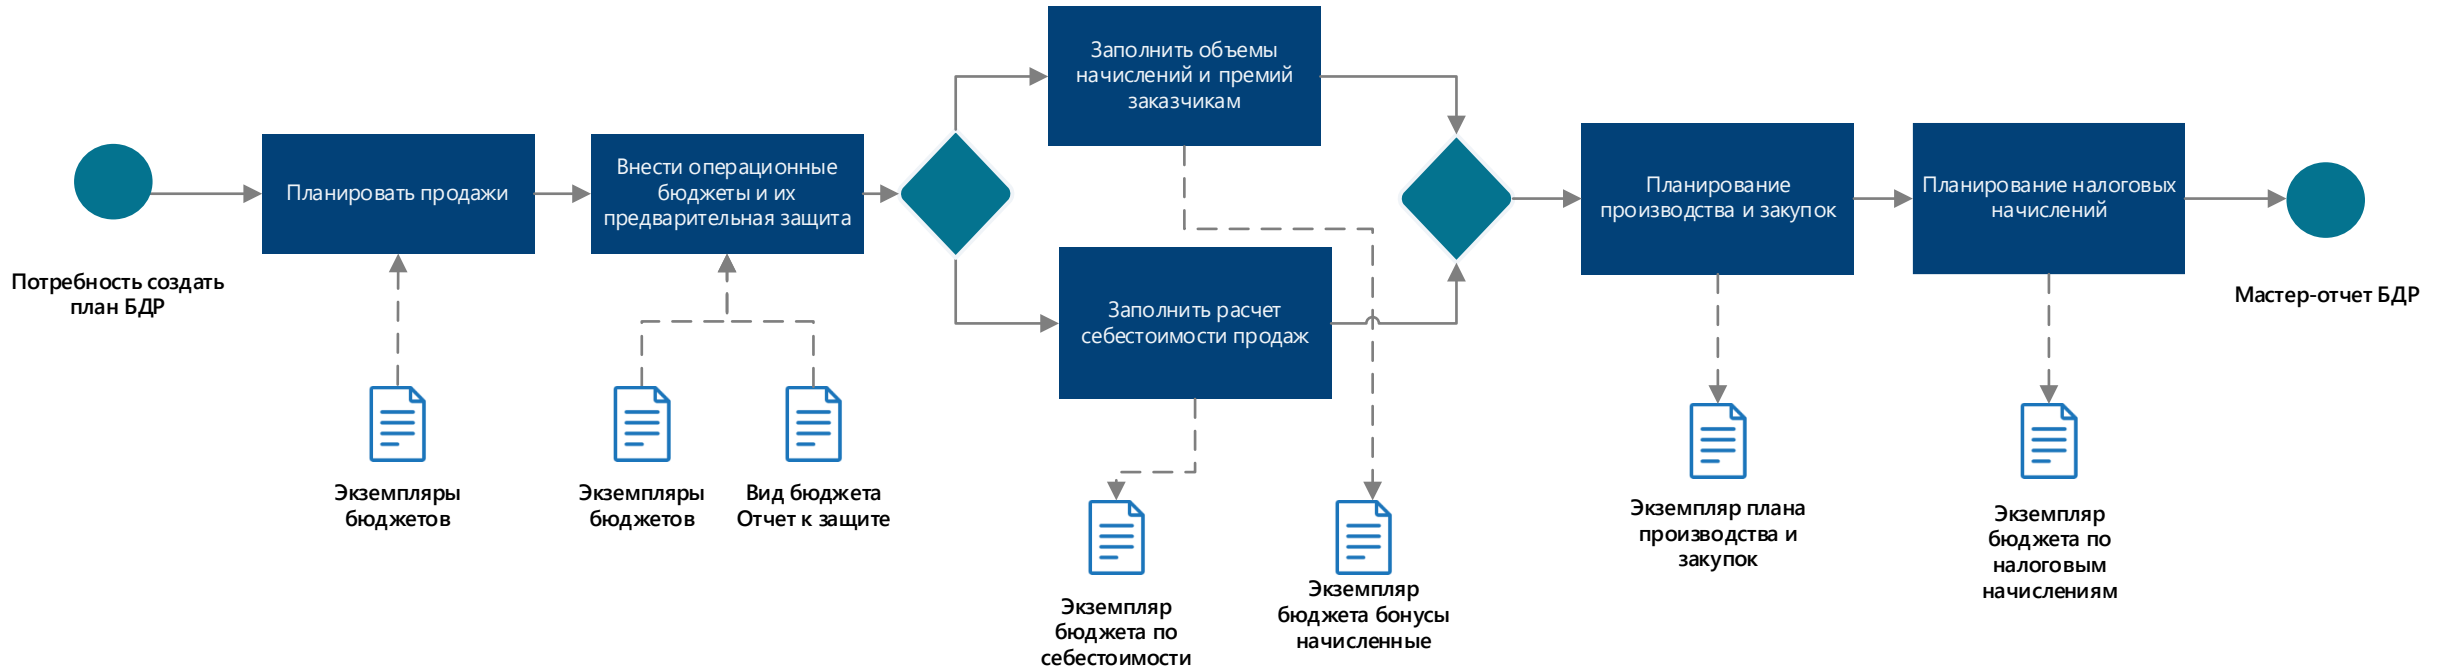 Заполнить объемы
начислений и премий
заказчикам
Планировать продажи
Внести операционные
бюджеты и их
предварительная защита
Планирование
производства и закупок
Планирование налоговых
начислений
Потребность создать
план БДР
Заполнить расчет
себестоимости продаж
Мастер-отчет БДР
Экземпляры
бюджетов
Экземпляры
бюджетов
Вид бюджета
Отчет к защите
Экземпляр плана
производства и
закупок
Экземпляр
бюджета по
налоговым
начислениям
Экземпляр
бюджета по
себестоимости
Экземпляр
бюджета бонусы
начисленные